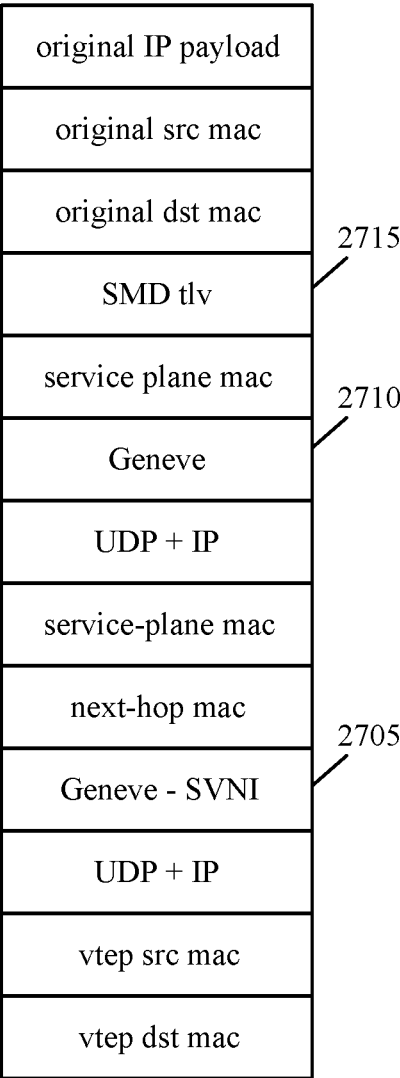 original IP payload
original src mac
original dst mac
2715
SMD tlv
service plane mac
2710
Geneve
UDP + IP
service-plane mac
next-hop mac
2705
Geneve - SVNI
UDP + IP
vtep src mac
vtep dst mac